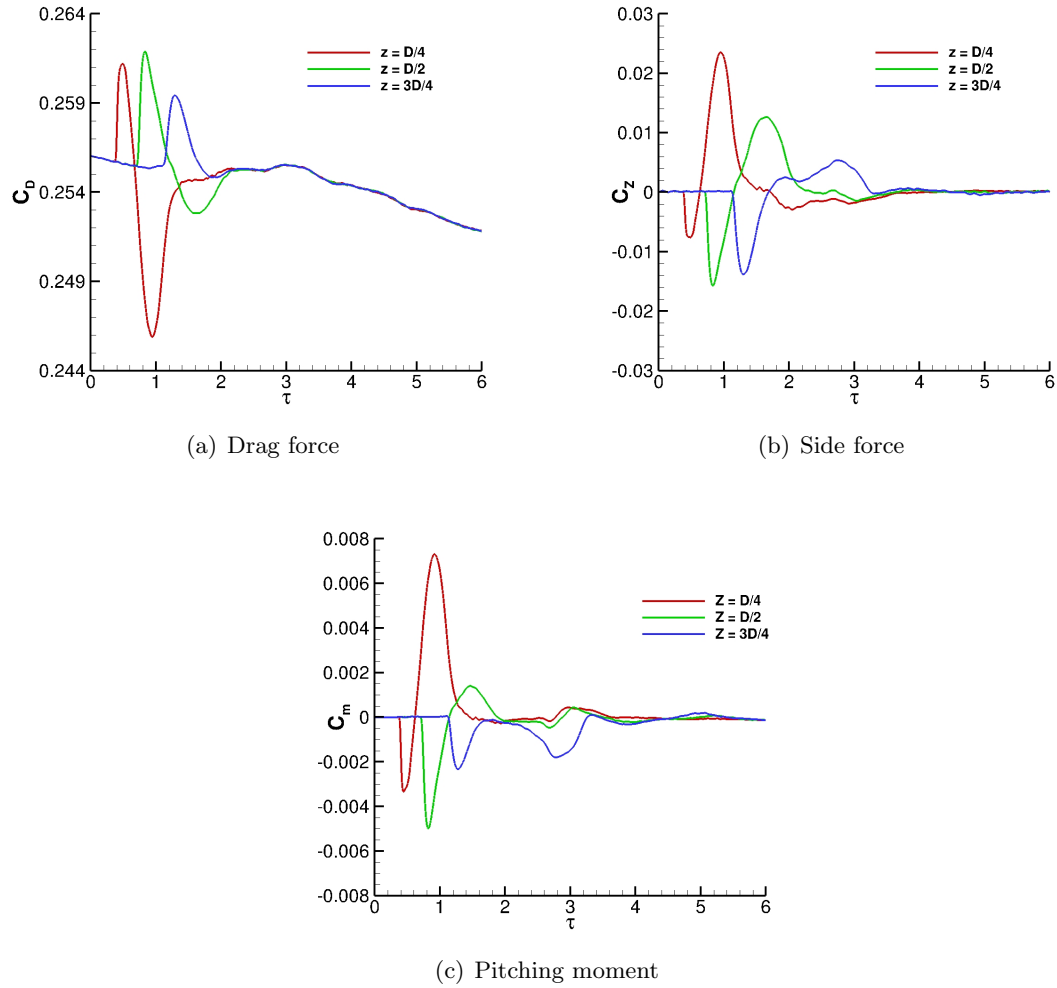 0.264
0.259
0.254
0.249
0.244
C_D
z = D/4
z = D/2
z = 3D/4
0 1 2 3 4 5 6
τ
(a) Drag force
0.03
0.02
0.01
0
-0.01
-0.02
-0.03
C_Z
z = D/4
z = D/2
z = 3D/4
0 1 2 3 4 5 6
τ
(b) Side force
0.008
0.006
0.004
0.002
0
-0.002
-0.004
-0.006
-0.008
C_m
Z = D/4
Z = D/2
Z = 3D/4
0 1 2 3 4 5 6
τ
(c) Pitching moment